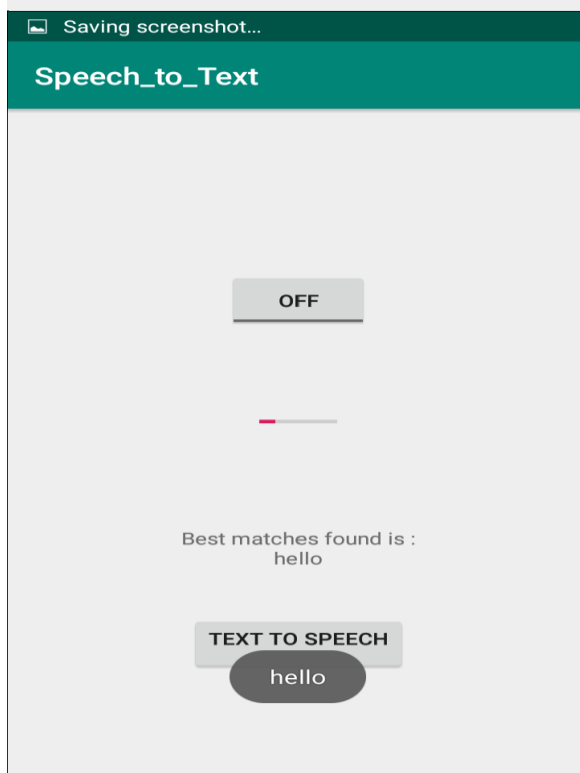 Saving screenshot...
Speech_to_Text
OFF
Best matches found is :
hello
TEXT TO SPEECH
hello